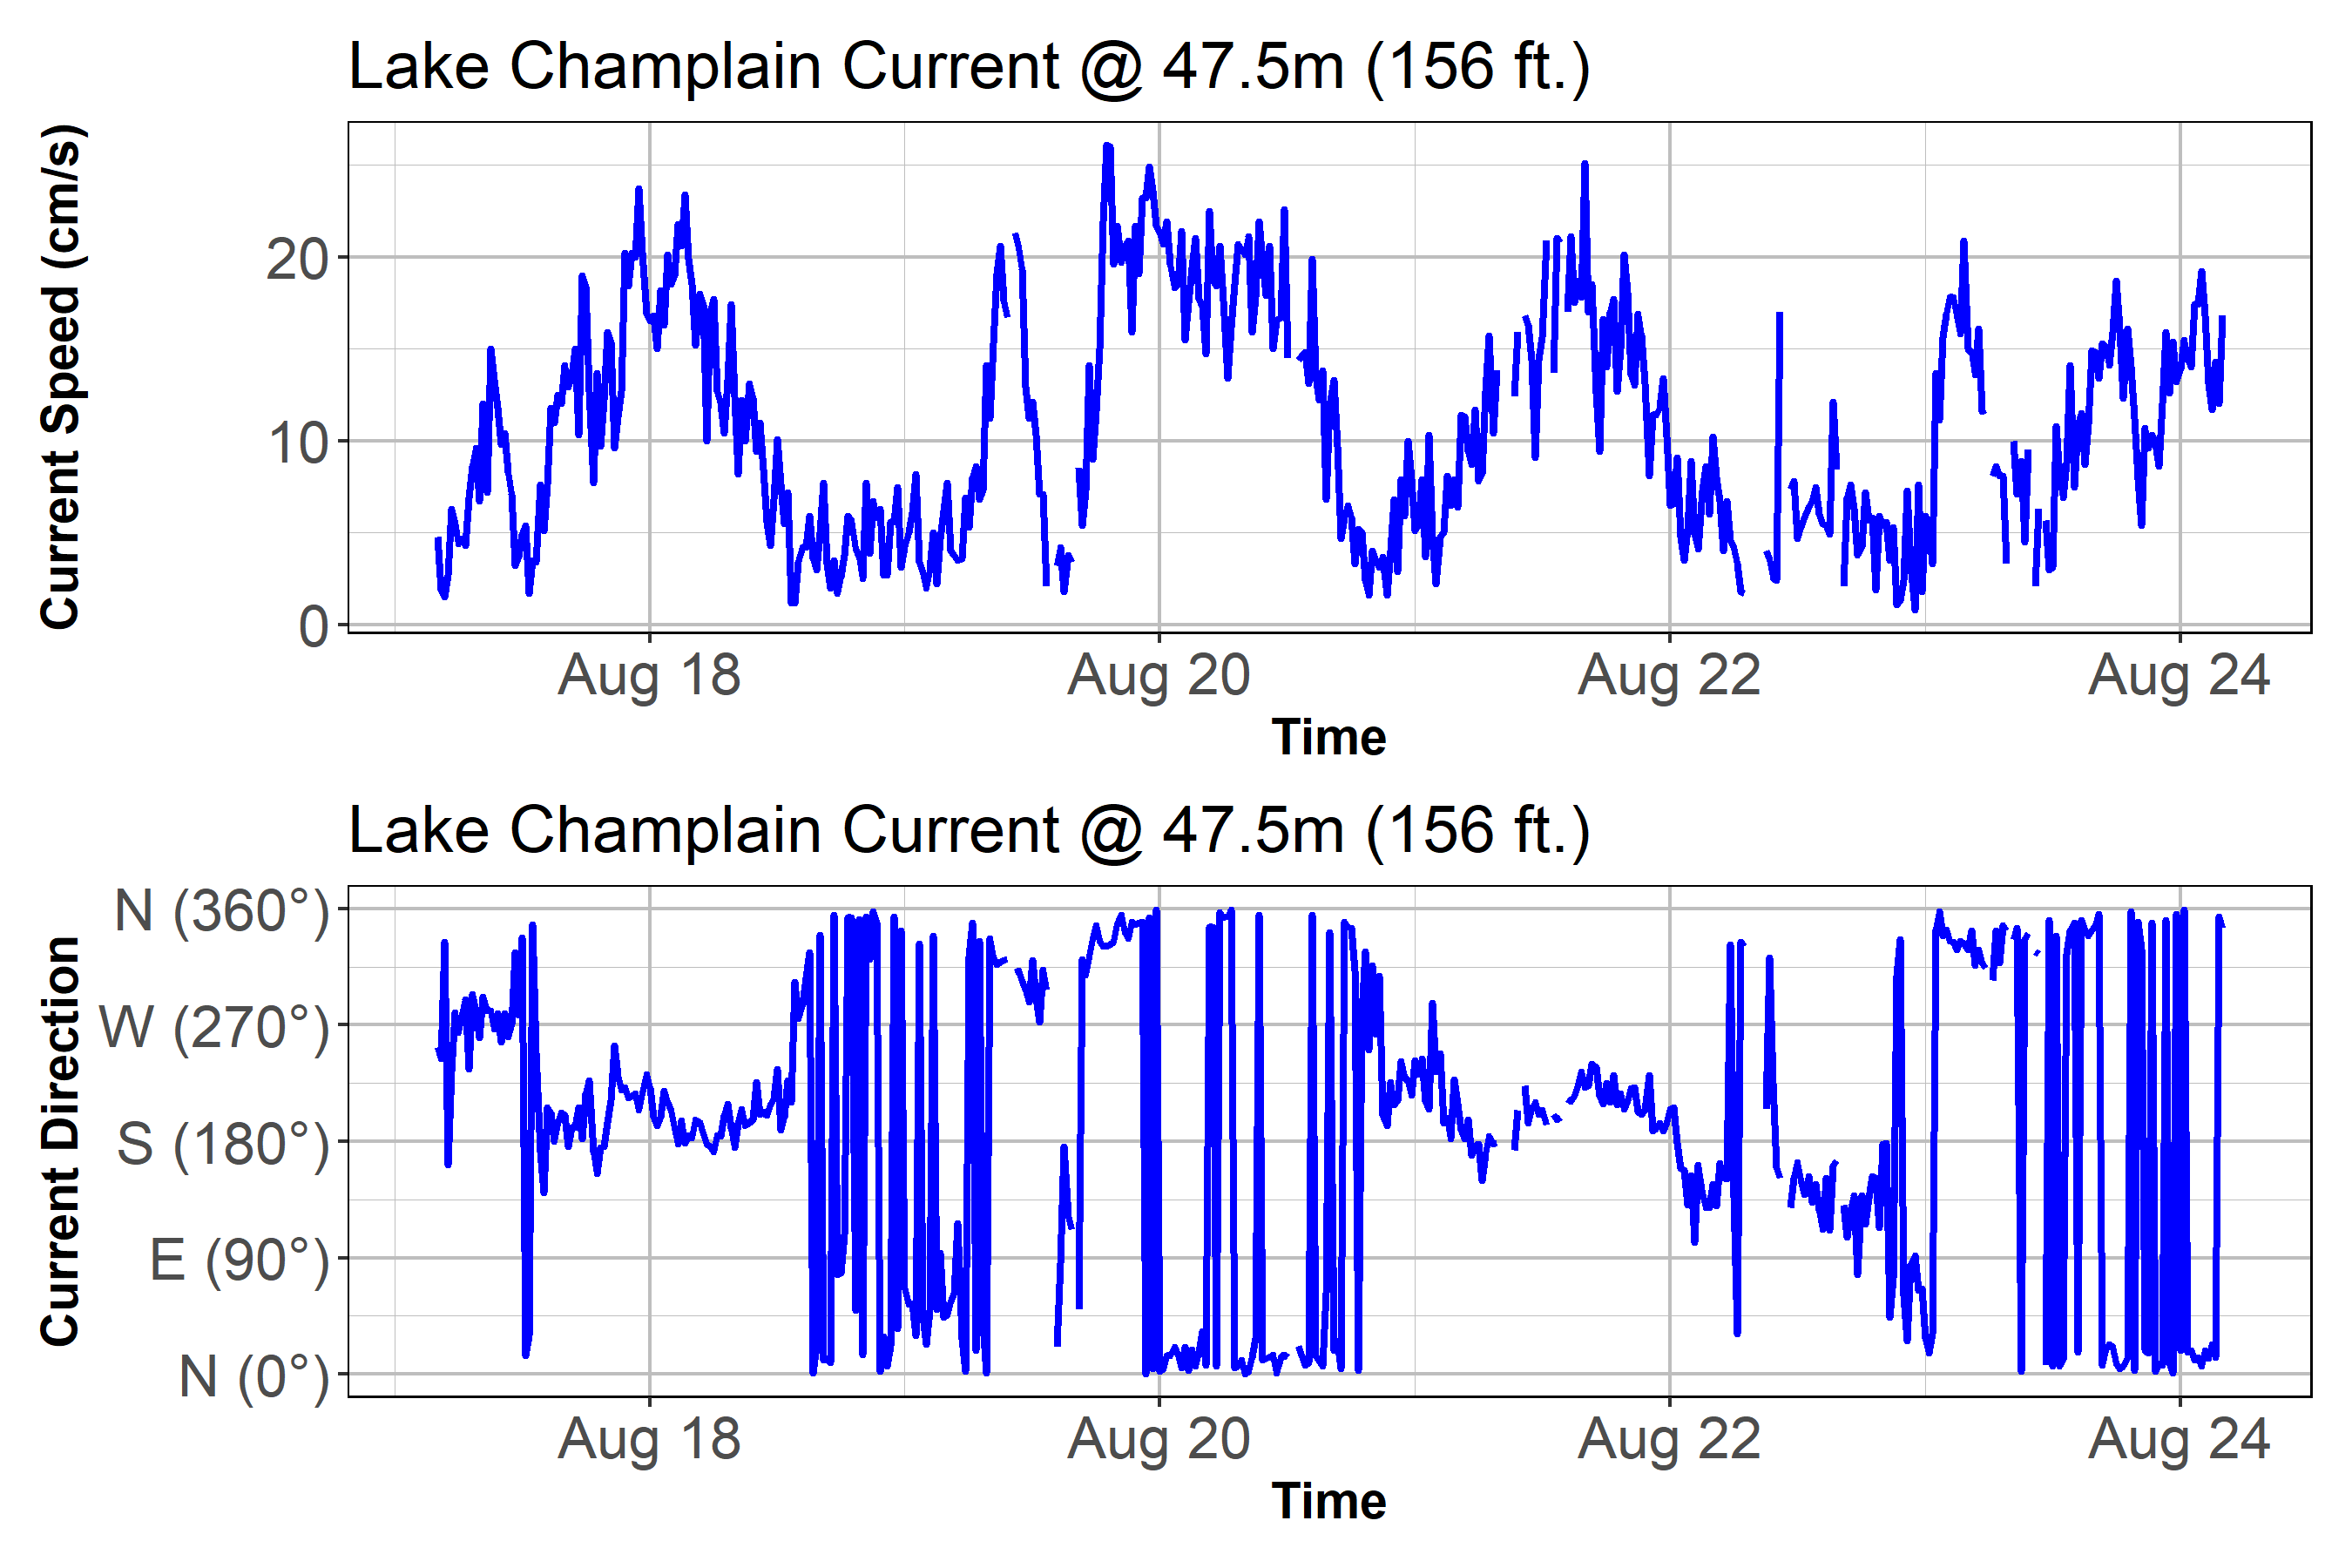 Lake Champlain Current @ 47.5m (156 ft.)
Current Speed (cm/s)
20
10
0
Aug 18 Aug 20 Aug 22 Aug 24
Time
Lake Champlain Current @ 47.5m (156 ft.)
Current Direction
N (360°)
W (270°)
S (180°)
E (90°)
N (0°)
Aug 18 Aug 20 Aug 22 Aug 24
Time